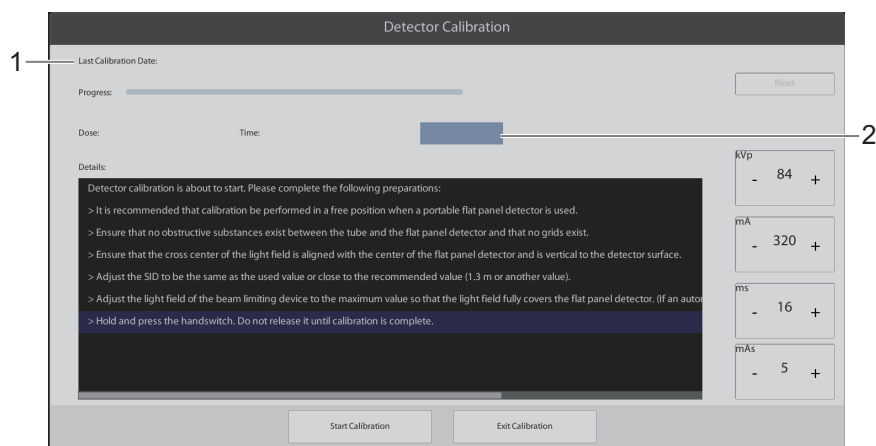 Detector Calibration
1
Last Calibration Date:
Progress:
Reset
Dose:
Time:
2
Details:
Detector calibration is about to start. Please complete the following preparations:
> It is recommended that calibration be performed in a free position when a portable flat panel detector is used.
> Ensure that no obstructive substances exist between the tube and the flat panel detector and that no grids exist.
> Ensure that the cross center of the light field is aligned with the center of the flat panel detector and is vertical to the detector surface.
> Adjust the SID to be the same as the used value or close to the recommended value (1.3 m or another value).
> Adjust the light field of the beam limiting device to the maximum value so that the light field fully covers the flat panel detector. (If an autor
> Hold and press the handswitch. Do not release it until calibration is complete.
kVp
- 84 +
mA
- 320 +
ms
- 16 +
mAs
- 5 +
Start Calibration
Exit Calibration